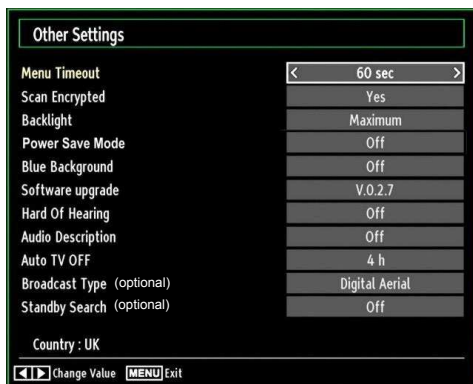 Other Settings
Menu Timeout < 60 sec >
Scan Encrypted Yes
Backlight Maximum
Power Save Mode Off
Blue Background Off
Software upgrade V.0.2.7
Hard Of Hearing Off
Audio Description Off
Auto TV OFF 4 h
Broadcast Type (optional) Digital Aerial
Standby Search (optional) Off
Country : UK
Change Value MENU Exit